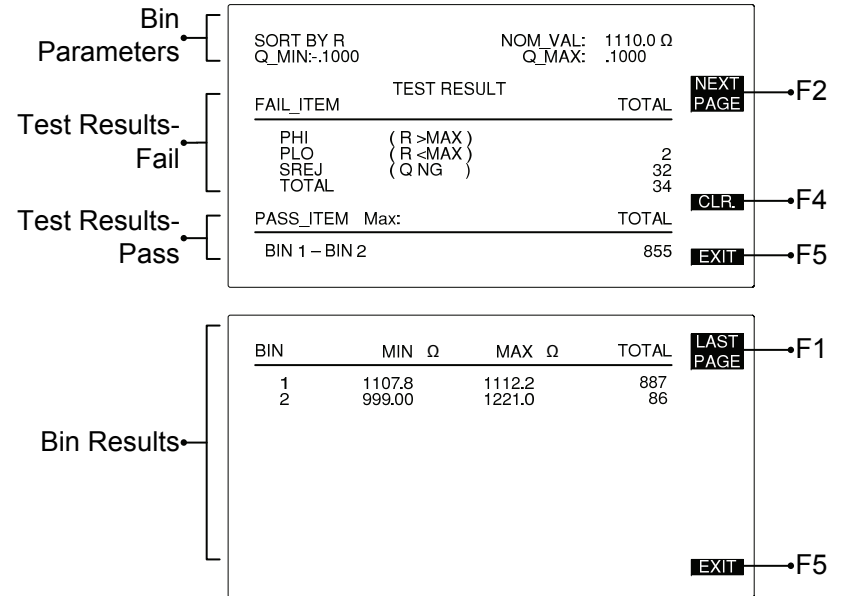 Bin
Parameters
SORT BY R NOM_VAL: 1110.0 Ω
Q_MIN:-.1000 Q_MAX: .1000
TEST RESULT
NEXT
PAGE
F2
FAIL_ITEM TOTAL
Test Results-
Fail
PHI ( R >MAX )
PLO ( R <MAX ) 2
SREJ ( Q NG ) 32
TOTAL 34
CLR. F4
Test Results-
Pass
PASS_ITEM Max: TOTAL
BIN 1 – BIN 2 855
EXIT F5
LAST
PAGE
F1
BIN MIN Ω MAX Ω TOTAL
1 1107.8 1112.2 887
2 999.00 1221.0 86
Bin Results
EXIT F5